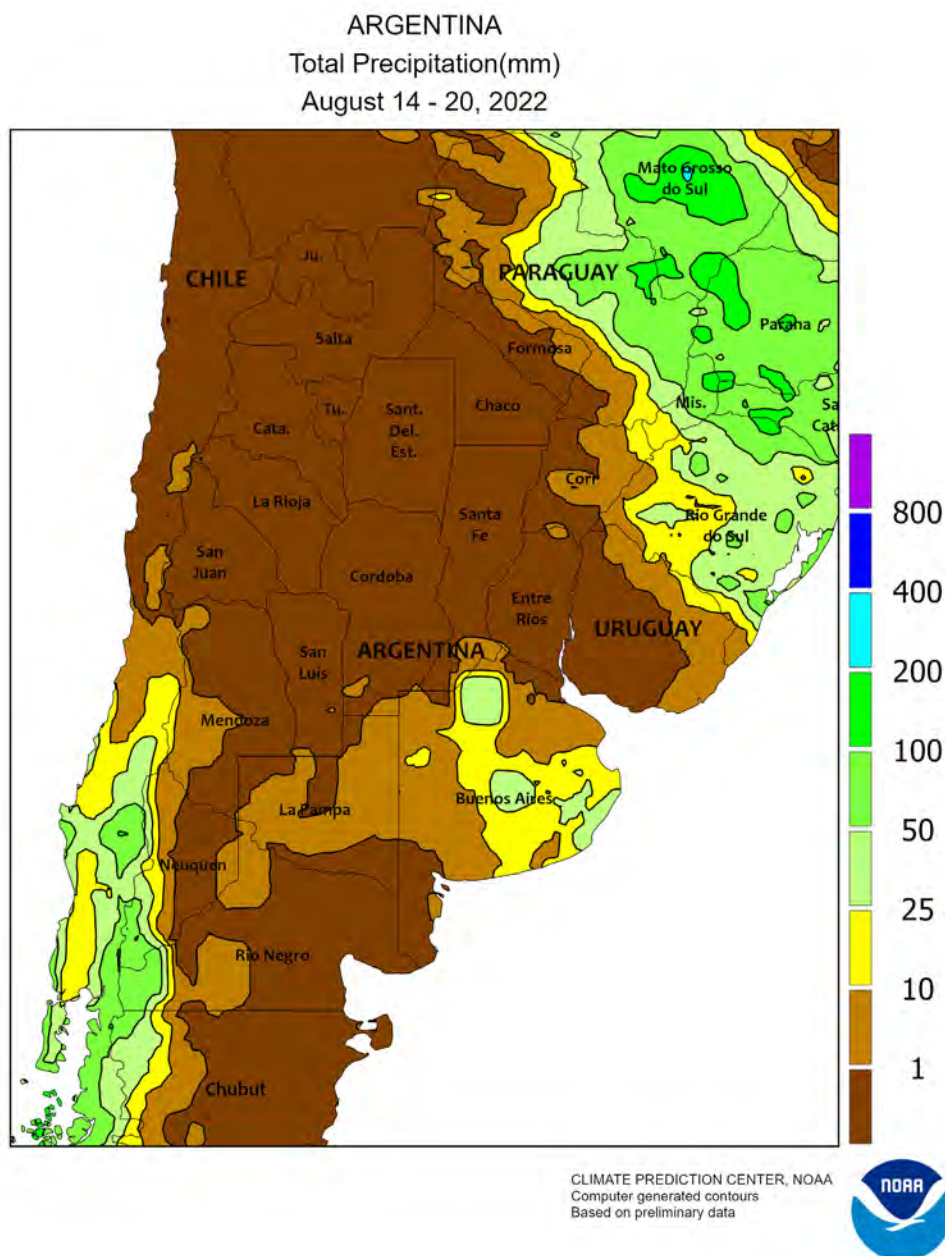 ARGENTINA
Total Precipitation(mm)
August 14 - 20, 2022
Mato Grosso
do Sul
Ju.
CHILE
PARAGUAY
Salta
Formosa
Parana
Tu.
Sant.
Del.
Est.
Chaco
Mis.
Sa
Cat
Cata.
La Rioja
Corr
Santa
Fe
Rio Grande
do Sul
San
Juan
Cordoba
Entre
Rios
URUGUAY
San
Luis
ARGENTINA
Mendoza
La Pampa
Buenos Aires
Neuquen
Rio Negro
Chubut
800
400
200
100
50
25
10
1
CLIMATE PREDICTION CENTER, NOAA
Computer generated contours
Based on preliminary data
NOAA